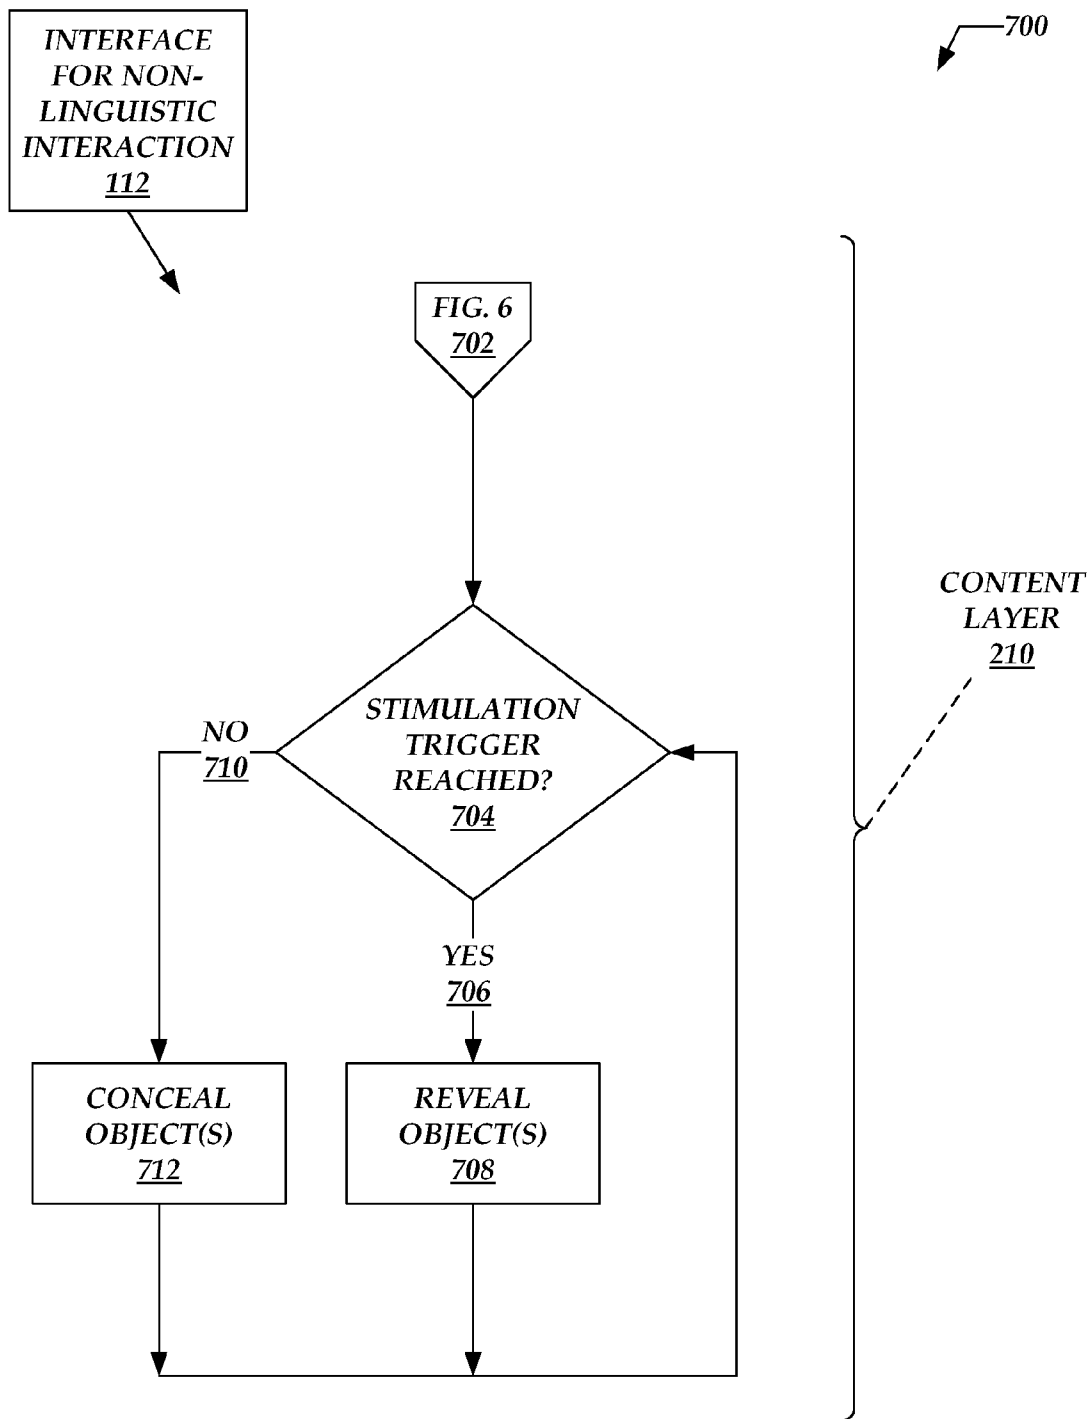 INTERFACE
FOR NON-
LINGUISTIC
INTERACTION
112
700
FIG. 6
702
CONTENT
LAYER
210
STIMULATION
TRIGGER
REACHED?
704
NO
710
YES
706
CONCEAL
OBJECT(S)
712
REVEAL
OBJECT(S)
708